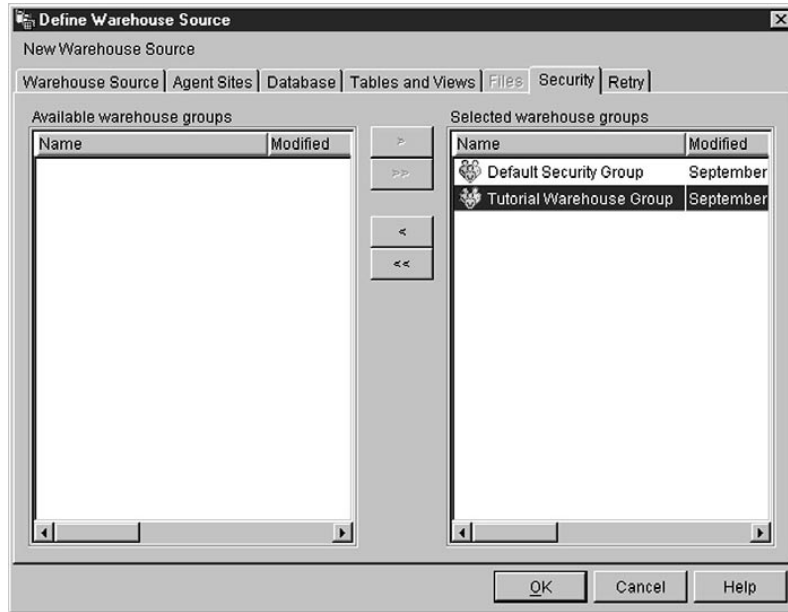 Define Warehouse Source
New Warehouse Source
Warehouse Source Agent Sites Database Tables and Views Files Security Retry
Available warehouse groups
Name Modified
>
>>
<
<<
Selected warehouse groups
Name Modified
Default Security Group September
Tutorial Warehouse Group September
OK Cancel Help